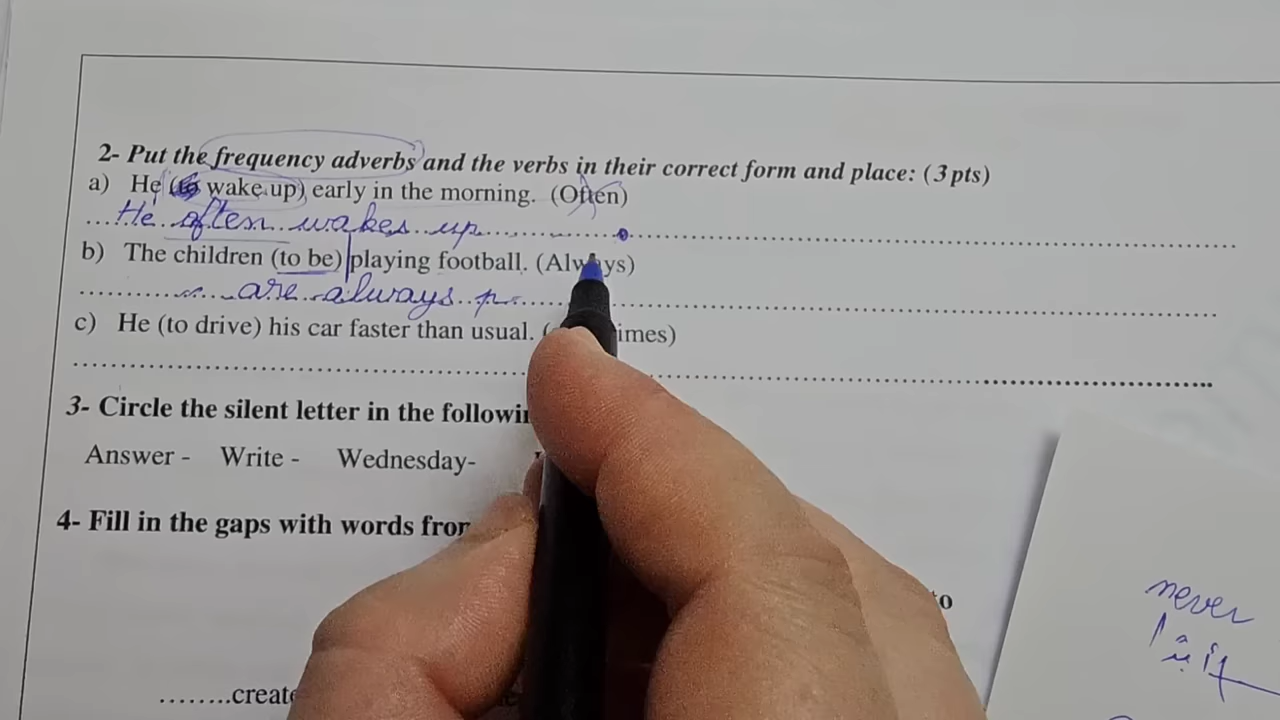 2- Put the frequency adverbs and the verbs in their correct form and place: (3 pts)
a) He (to wake up) early in the morning. (Often)
He often wakes up
b) The children (to be) playing football. (Always)
are always p
c) He (to drive) his car faster than usual. (
3- Circle the silent letter in the
Answer - Write - Wednesday-
4- Fill in the gaps with words
to
never
........create